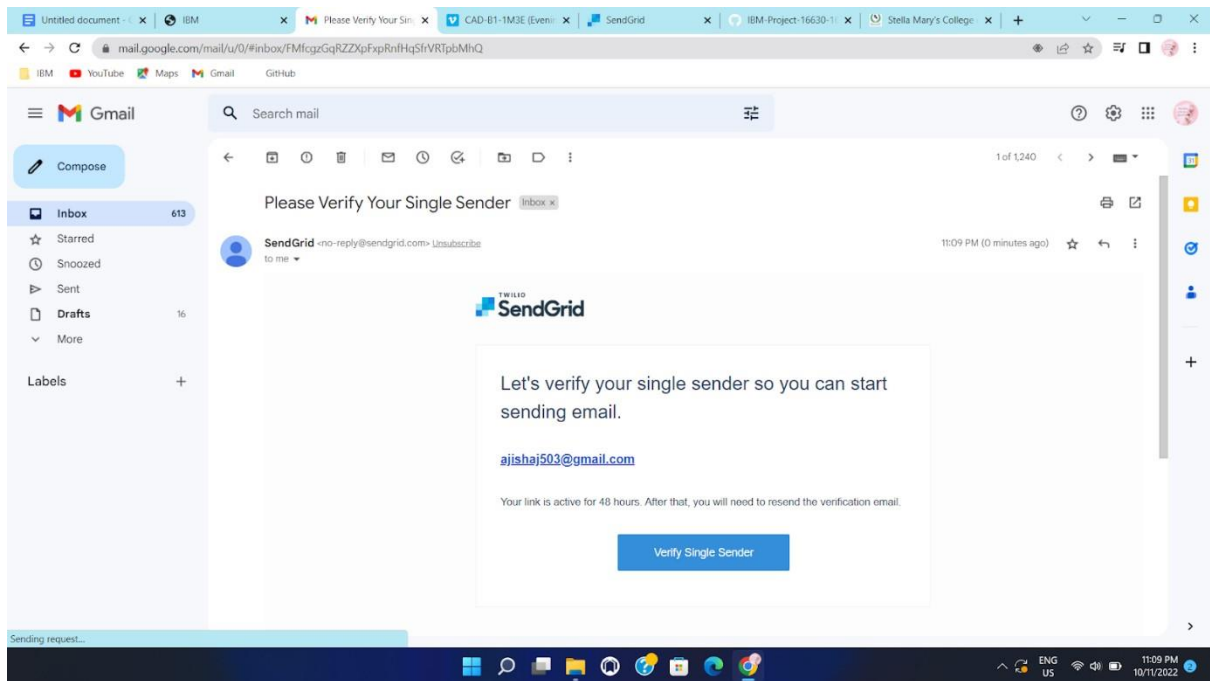 Untitled document - G
IBM
Please Verify Your Sin
CAD-B1-1M3E (Evenin
SendGrid
IBM-Project-16630-1
Stella Mary's College
mail.google.com/mail/u/0/#inbox/FMfcgzGqRZZXpFxpRnfHqSfrVRTpbMhQ
IBM YouTube Maps Gmail GitHub
Gmail
Search mail
Compose
1 of 1,240
Inbox 613
Starred
Snoozed
Sent
Drafts 16
More
Labels
Please Verify Your Single Sender Inbox x
SendGrid <no-reply@sendgrid.com> Unsubscribe
11:09 PM (0 minutes ago)
to me
TWILIO
SendGrid
Let's verify your single sender so you can start
sending email.
ajishaj503@gmail.com
Your link is active for 48 hours. After that, you will need to resend the verification email.
Verify Single Sender
Sending request...
ENG
US
11:09 PM
10/11/2022
2